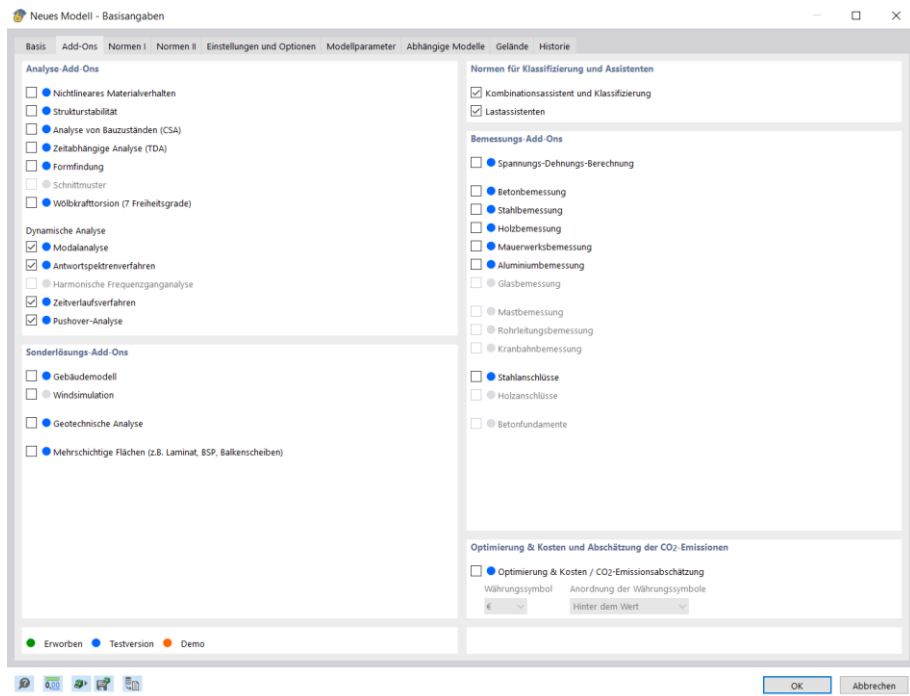 Neues Modell - Basisangaben
Basis Add-Ons Normen I Normen II Einstellungen und Optionen Modellparameter Abhängige Modelle Gelände Historie
Analyse-Add-Ons
Nichtlineares Materialverhalten
Strukturstabilität
Analyse von Bauzuständen (CSA)
Zeitabhängige Analyse (TDA)
Formfindung
Schnittmuster
Wölbkrafttorsion (7 Freiheitsgrade)
Dynamische Analyse
Modalanalyse
Antwortspektrenverfahren
Harmonische Frequenzganganalyse
Zeitverlaufsverfahren
Pushover-Analyse
Sonderlösungs-Add-Ons
Gebäudemodell
Windsimulation
Geotechnische Analyse
Mehrschichtige Flächen (z.B. Laminat, BSP, Balkenscheiben)
Normen für Klassifizierung und Assistenten
Kombinationsassistent und Klassifizierung
Lastassistenten
Bemessungs-Add-Ons
Spannungs-Dehnungs-Berechnung
Betonbemessung
Stahlbemessung
Holzbemessung
Mauerwerksbemessung
Aluminiumbemessung
Glasbemessung
Mastbemessung
Rohrleitungsbemessung
Kranbahnbemessung
Stahlanschlüsse
Holzanschlüsse
Betonfundamente
Optimierung & Kosten und Abschätzung der CO2-Emissionen
Optimierung & Kosten / CO2-Emissionsabschätzung
Währungssymbol Anordnung der Währungssymbole
€ Hinter dem Wert
Erworben Testversion Demo
0,00
OK Abbrechen